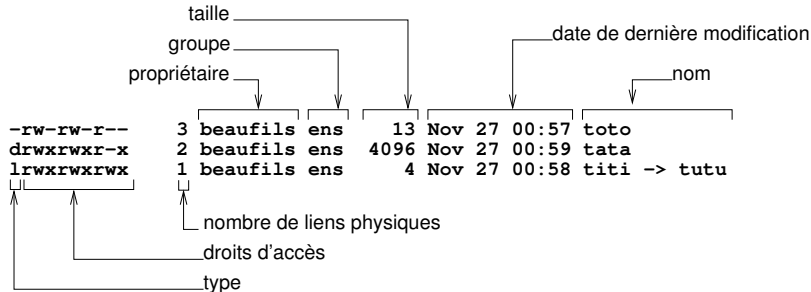 taille
groupe
date de dernière modification
propriétaire
nom
-rw-rw-r-- 3 beaufils ens 13 Nov 27 00:57 toto
drwxrwxr-x 2 beaufils ens 4096 Nov 27 00:59 tata
lrwxrwxrwx 1 beaufils ens 4 Nov 27 00:58 titi -> tutu
nombre de liens physiques
droits d'accès
type